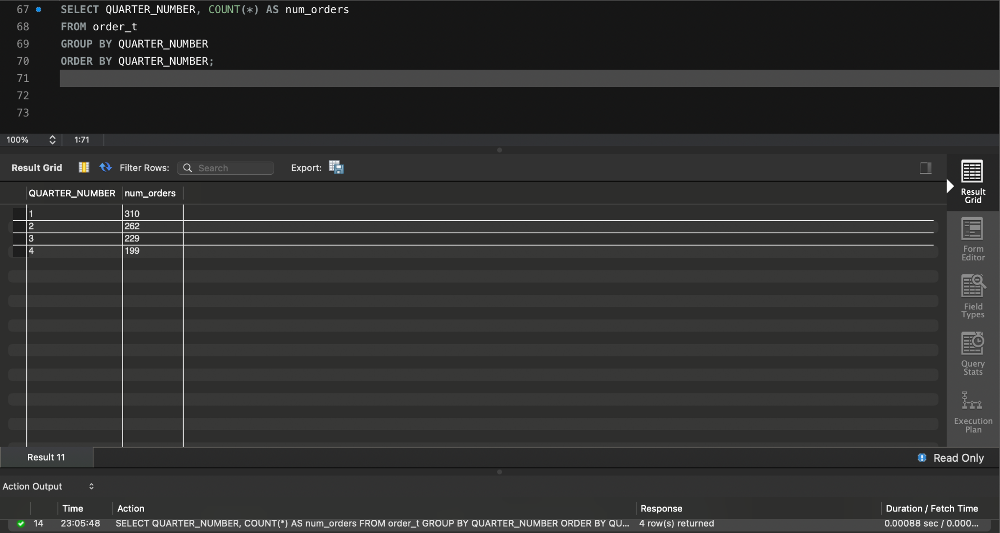 67 SELECT QUARTER_NUMBER, COUNT(*) AS num_orders
68 FROM order_t
69 GROUP BY QUARTER_NUMBER
70 ORDER BY QUARTER_NUMBER;
71
72
73
100% 1:71
Result Grid Filter Rows: Search Export:
QUARTER_NUMBER num_orders
1 310
2 262
3 229
4 199
Result
Grid
Form
Editor
Field
Types
Query
Stats
Execution
Plan
Result 11 Read Only
Action Output
Time Action Response Duration / Fetch Time
14 23:05:48 SELECT QUARTER_NUMBER, COUNT(*) AS num_orders FROM order_t GROUP BY QUARTER_NUMBER ORDER BY QU... 4 row(s) returned 0.00088 sec / 0.000...